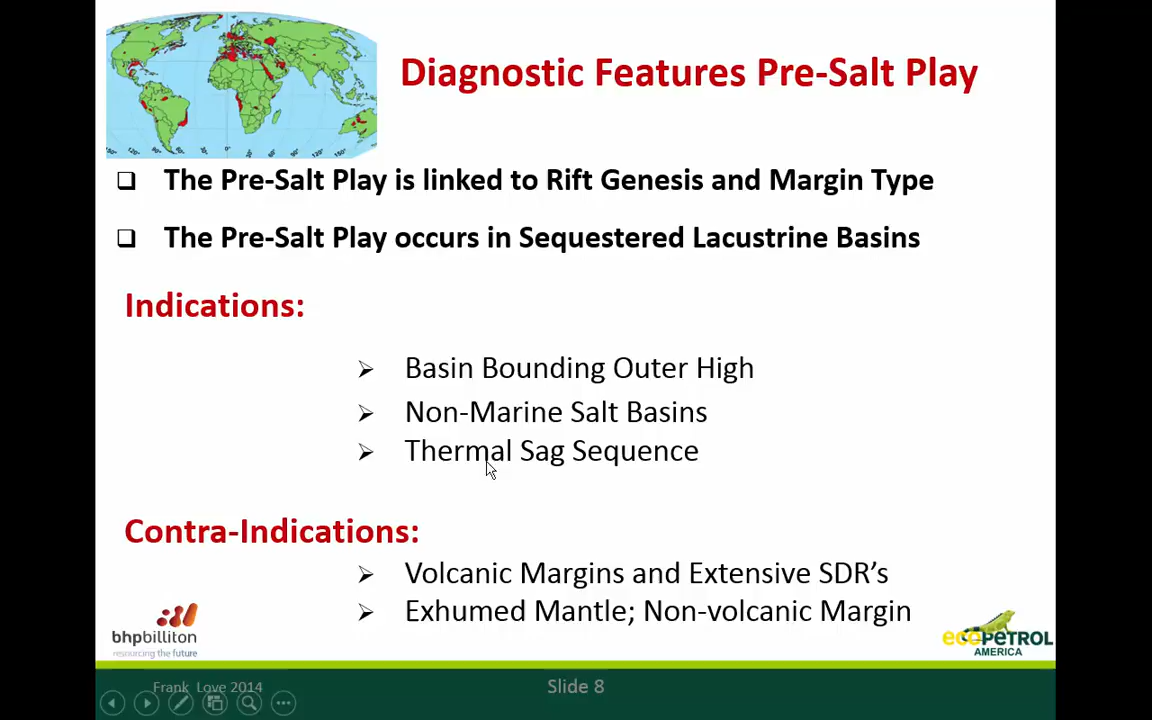 Diagnostic Features Pre-Salt Play
The Pre-Salt Play is linked to Rift Genesis and Margin Type
The Pre-Salt Play occurs in Sequestered Lacustrine Basins
Indications:
Basin Bounding Outer High
Non-Marine Salt Basins
Thermal Sag Sequence
Contra-Indications:
Volcanic Margins and Extensive SDR’s
Exhumed Mantle; Non-volcanic Margin
bhpbilliton
resourcing the future
ecoPETROL
AMERICA
Frank Love 2014
Slide 8